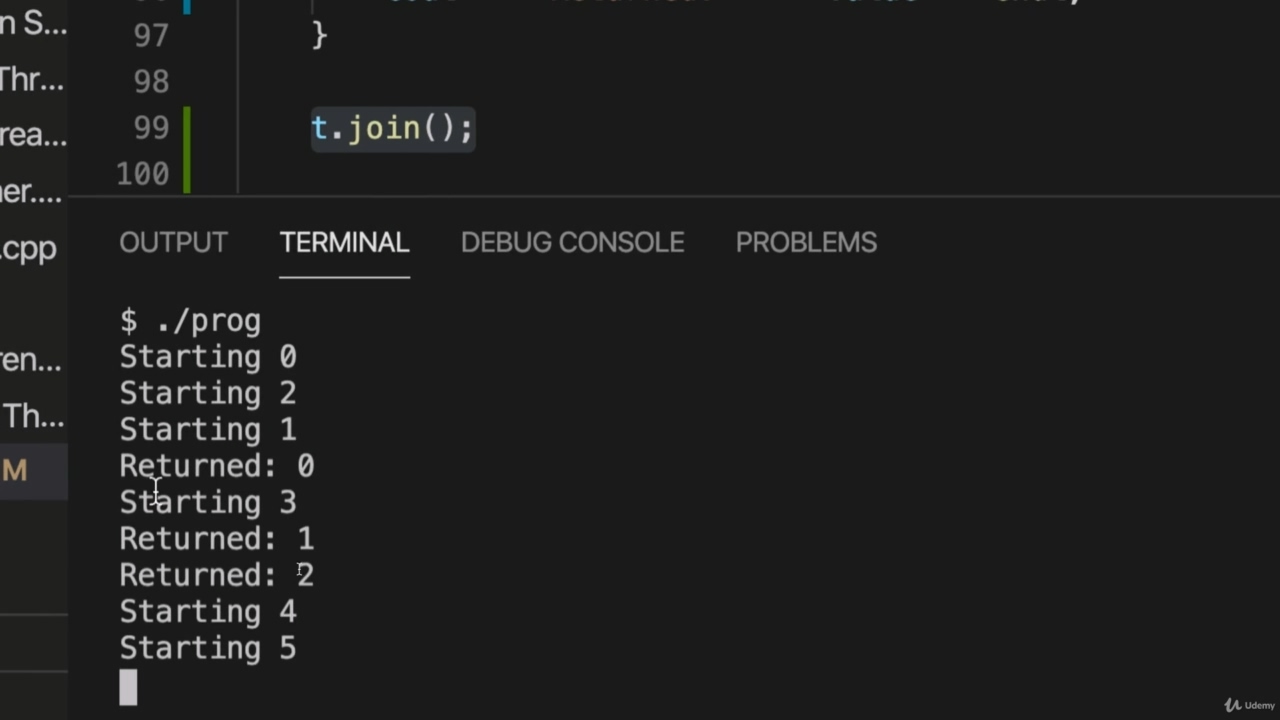 n S...
Thr...
rea...
er....
.cpp
ren...
Th...
M
97 }
98
99 t.join();
100
OUTPUT TERMINAL DEBUG CONSOLE PROBLEMS
$ ./prog
Starting 0
Starting 2
Starting 1
Returned: 0
Starting 3
Returned: 1
Returned: 2
Starting 4
Starting 5
Udemy